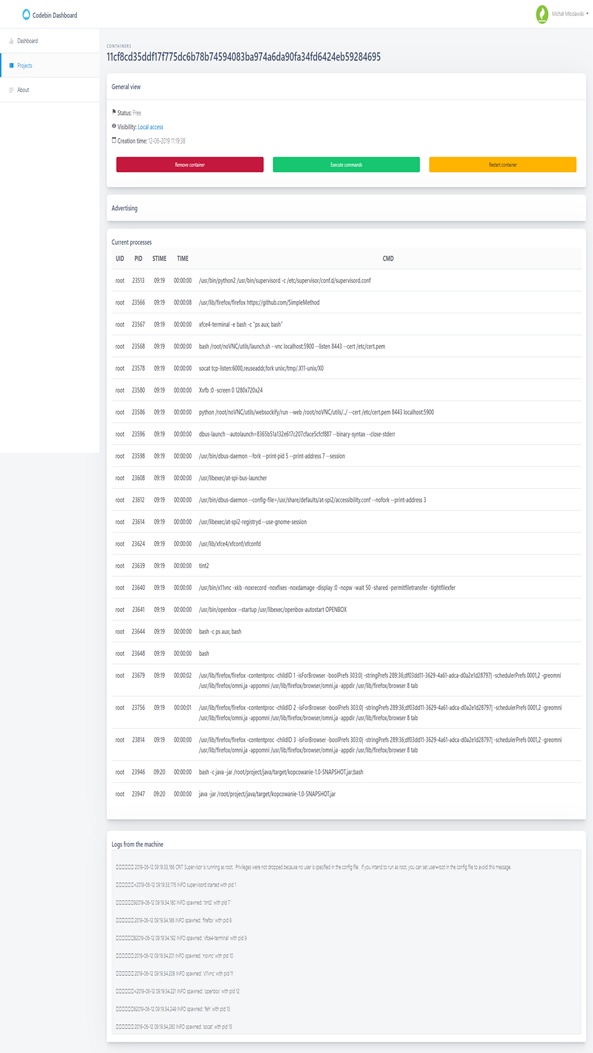 Codebin Dashboard
Michał Młodawski
Dashboard
Projects
About
CONTAINERS
11cf8cd35ddf17f775dc6b78b74594083ba974a6da90fa34fd6424eb59284695
General view
Status: Free
Visibility: Local access
Creation time: 12-06-2019 11:19:38
Remove container
Execute commands
Restart container
Advertising
Current processes
UID PID STIME TIME CMD
root 23513 09:19 00:00:00 /usr/bin/python2 /usr/bin/supervisord -c /etc/supervisor/conf.d/supervisord.conf
root 23566 09:19 00:00:08 /usr/lib/firefox/firefox https://github.com/SimpleMethod
root 23567 09:19 00:00:00 xfce4-terminal -e bash -c "ps aux; bash"
root 23568 09:19 00:00:00 bash /root/noVNC/utils/launch.sh --vnc localhost:5900 --listen 8443 --cert /etc/cert.pem
root 23578 09:19 00:00:00 socat tcp-listen:6000,reuseaddr,fork unix:/tmp/.X11-unix/X0
root 23580 09:19 00:00:00 Xvfb :0 -screen 0 1280x720x24
root 23586 09:19 00:00:00 python /root/noVNC/utils/websockify/run --web /root/noVNC/utils/../ --cert /etc/cert.pem 8443 localhost:5900
root 23596 09:19 00:00:00 dbus-launch --autolaunch=8365b51a132e617c207cface5cfcf887 --binary-syntax --close-stderr
root 23598 09:19 00:00:00 /usr/bin/dbus-daemon --fork --print-pid 5 --print-address 7 --session
root 23608 09:19 00:00:00 /usr/libexec/at-spi-bus-launcher
root 23612 09:19 00:00:00 /usr/bin/dbus-daemon --config-file=/usr/share/defaults/at-spi2/accessibility.conf --nofork --print-address 3
root 23614 09:19 00:00:00 /usr/libexec/at-spi2-registryd --use-gnome-session
root 23624 09:19 00:00:00 /usr/lib/xfce4/xfconf/xfconfd
root 23639 09:19 00:00:00 tint2
root 23640 09:19 00:00:00 /usr/bin/x11vnc -xkb -noxrecord -noxfixes -noxdamage -display :0 -nopw -wait 50 -shared -permitfiletransfer -tightfilexfer
root 23641 09:19 00:00:00 /usr/bin/openbox --startup /usr/libexec/openbox-autostart OPENBOX
root 23644 09:19 00:00:00 bash -c ps aux; bash
root 23648 09:19 00:00:00 bash
root 23679 09:19 00:00:02 /usr/lib/firefox/firefox -contentproc -childID 1 -isForBrowser -boolPrefs 303:0| -stringPrefs 289:36;df03dd11-3629-4a61-adca-d0a2e1d28797| -schedulerPrefs 0001,2 -greomni
/usr/lib/firefox/omni.ja -appomni /usr/lib/firefox/browser/omni.ja -appdir /usr/lib/firefox/browser 8 tab
root 23756 09:19 00:00:01 /usr/lib/firefox/firefox -contentproc -childID 2 -isForBrowser -boolPrefs 303:0| -stringPrefs 289:36;df03dd11-3629-4a61-adca-d0a2e1d28797| -schedulerPrefs 0001,2 -greomni
/usr/lib/firefox/omni.ja -appomni /usr/lib/firefox/browser/omni.ja -appdir /usr/lib/firefox/browser 8 tab
root 23814 09:19 00:00:00 /usr/lib/firefox/firefox -contentproc -childID 3 -isForBrowser -boolPrefs 303:0| -stringPrefs 289:36;df03dd11-3629-4a61-adca-d0a2e1d28797| -schedulerPrefs 0001,2 -greomni
/usr/lib/firefox/omni.ja -appomni /usr/lib/firefox/browser/omni.ja -appdir /usr/lib/firefox/browser 8 tab
root 23946 09:20 00:00:00 bash -c java -jar /root/project/java/target/kopcowanie-1.0-SNAPSHOT.jar;bash
root 23947 09:20 00:00:00 java -jar /root/project/java/target/kopcowanie-1.0-SNAPSHOT.jar
Logs from the machine
2019-06-12 09:19:33,166 CRIT Supervisor is running as root. Privileges were not dropped because no user is specified in the config file. If you intend to run as root, you can set user=root in the config file to avoid this message.
2019-06-12 09:19:33,176 INFO supervisord started with pid 1
2019-06-12 09:19:34,180 INFO spawned: 'tint2' with pid 7
2019-06-12 09:19:34,186 INFO spawned: 'firefox' with pid 8
2019-06-12 09:19:34,192 INFO spawned: 'xfce4-terminal' with pid 9
2019-06-12 09:19:34,201 INFO spawned: 'novnc' with pid 10
2019-06-12 09:19:34,208 INFO spawned: 'x11vnc' with pid 11
2019-06-12 09:19:34,221 INFO spawned: 'openbox' with pid 12
2019-06-12 09:19:34,249 INFO spawned: 'feh' with pid 13
2019-06-12 09:19:34,260 INFO spawned: 'socat' with pid 15